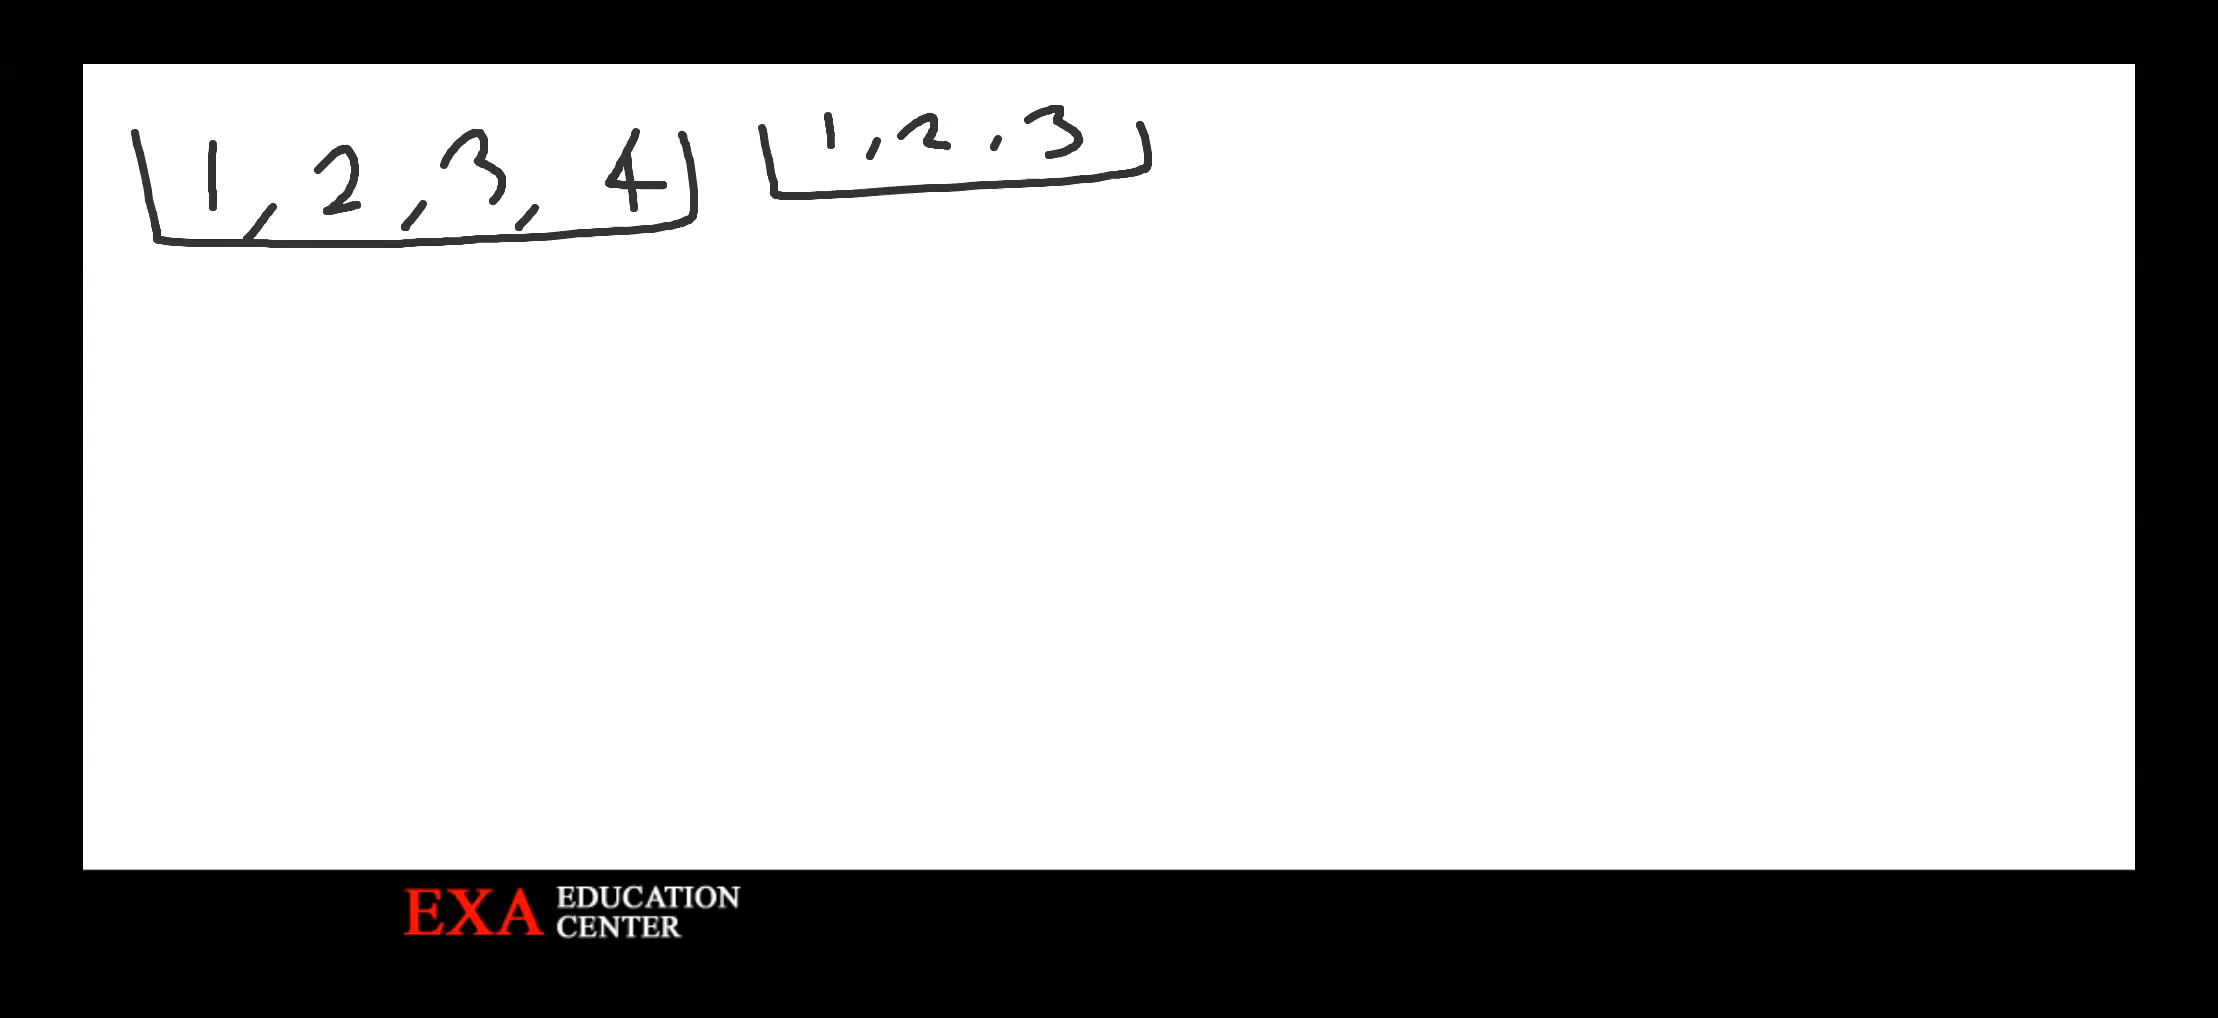 1, 2, 3, 4 1, 2, 3
EXA EDUCATION
CENTER